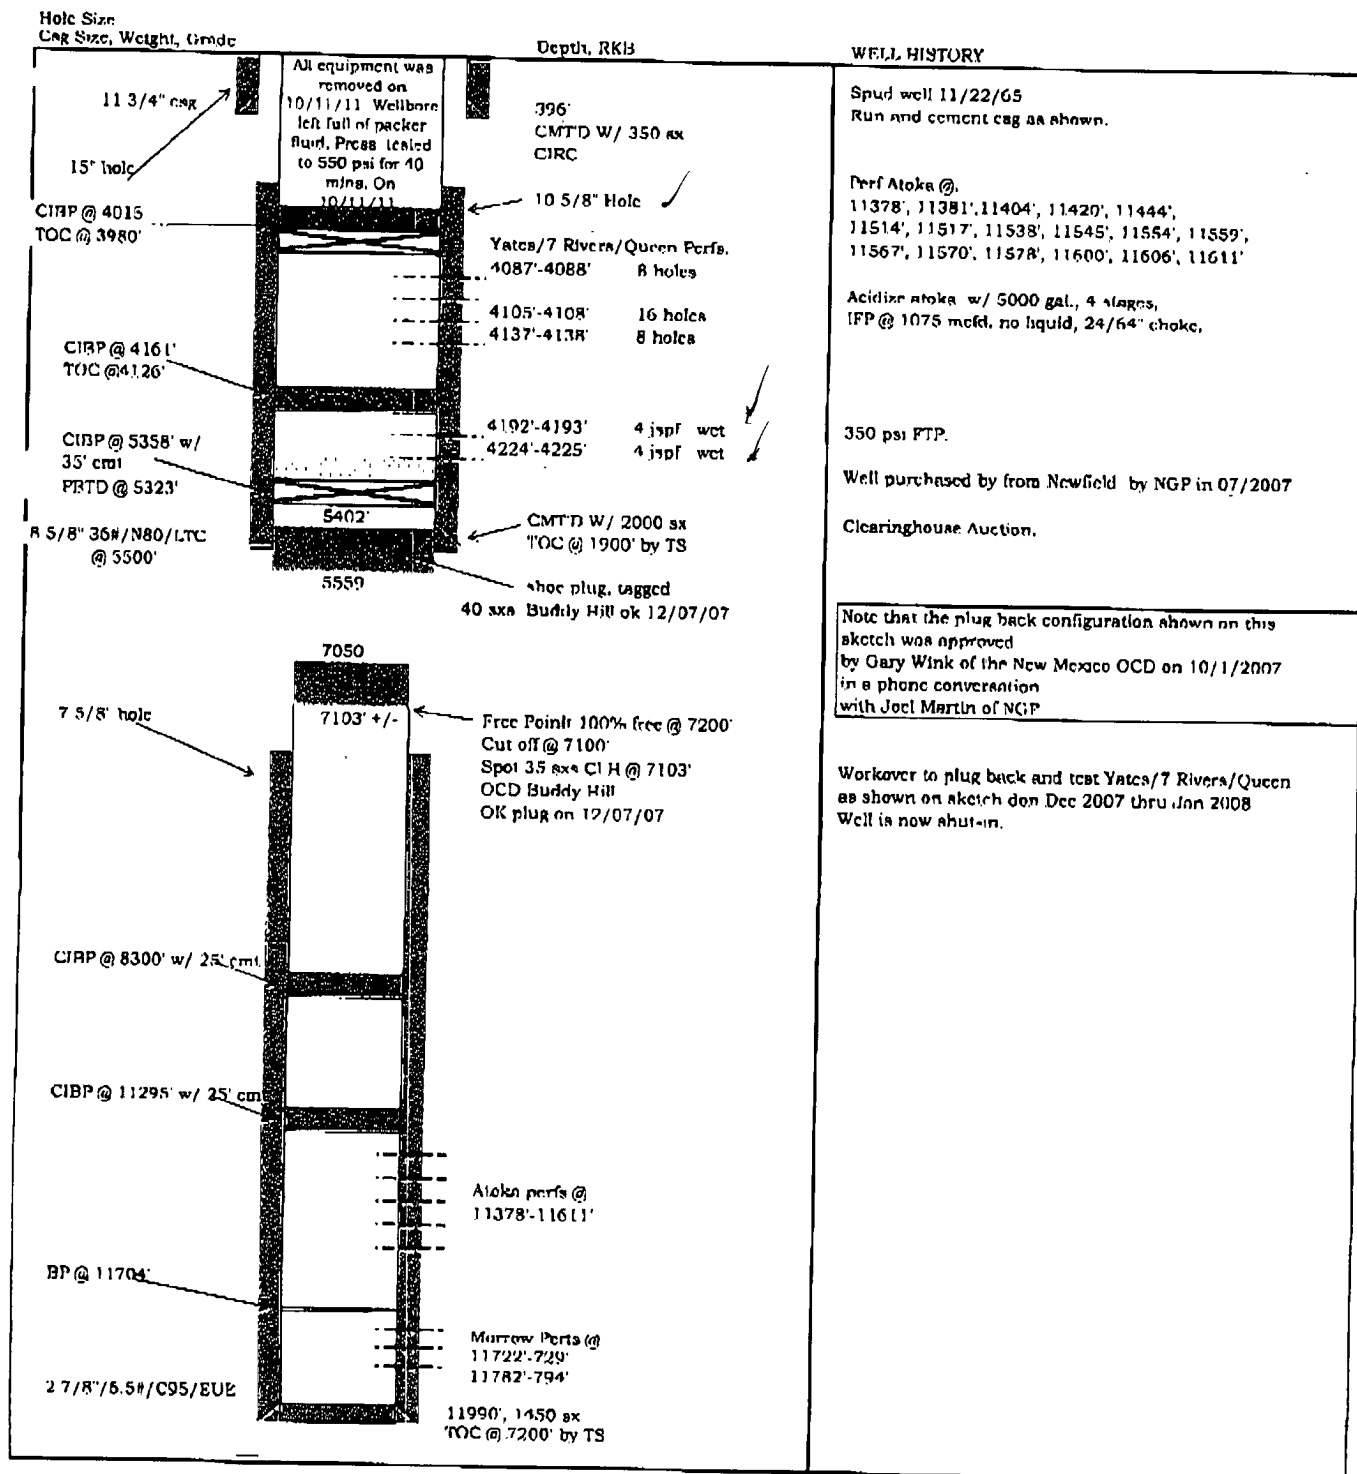 Hole Size
Csg Size, Weight, Grade
Depth, RKB
WELL HISTORY
11 3/4" csg
15" hole
All equipment was
removed on
10/11/11 Wellbore
left full of packer
fluid. Press tested
to 550 psi for 40
mins. On
10/11/11
396'
CMT'D W/ 350 sx
CIRC
10 5/8" Hole
CIBP @ 4015
TOC @ 3980'
Yates/7 Rivers/Queen Perfs.
4087'-4088' 8 holes
4105'-4108' 16 holes
4137'-4138' 8 holes
CIBP @ 4161'
TOC @4126'
4192'-4193' 4 jspf wet
4224'-4225' 4 jspf wet
CIBP @ 5358' w/
35' cmt
PBTD @ 5323'
5402'
8 5/8" 36#/N80/LTC
@ 5500'
CMT'D W/ 2000 sx
TOC @ 1900' by TS
5559
shoe plug, tagged
40 sxs Buddy Hill ok 12/07/07
7050
7103' +/-
7 5/8' hole
Free Point 100% free @ 7200'
Cut off @ 7100'
Spot 35 sxs Cl H @ 7103'
OCD Buddy Hill
OK plug on 12/07/07
CIBP @ 8300' w/ 25' cmt.
CIBP @ 11295' w/ 25' cmt
Atoka perfs @
11378'-11611'
BP @ 11704'
Morrow Perfs @
11722'-729'
11782'-794'
2 7/8"/6.5#/C95/EUE
11990', 1450 sx
TOC @ 7200' by TS
Spud well 11/22/65
Run and cement csg as shown.
Perf Atoka @.
11378', 11381',11404', 11420', 11444',
11514', 11517', 11538', 11545', 11554', 11559',
11567', 11570', 11578', 11600', 11606', 11611'
Acidize atoka w/ 5000 gal., 4 stages,
IFP @ 1075 mcfd. no liquid, 24/64" choke,
350 psi FTP.
Well purchased by from Newfield by NGP in 07/2007
Clearinghouse Auction.
Note that the plug back configuration shown on this
sketch was approved
by Gary Wink of the New Mexico OCD on 10/1/2007
in a phone conversation
with Joel Martin of NGP
Workover to plug back and test Yates/7 Rivers/Queen
as shown on sketch don Dec 2007 thru Jan 2008
Well is now shut-in.